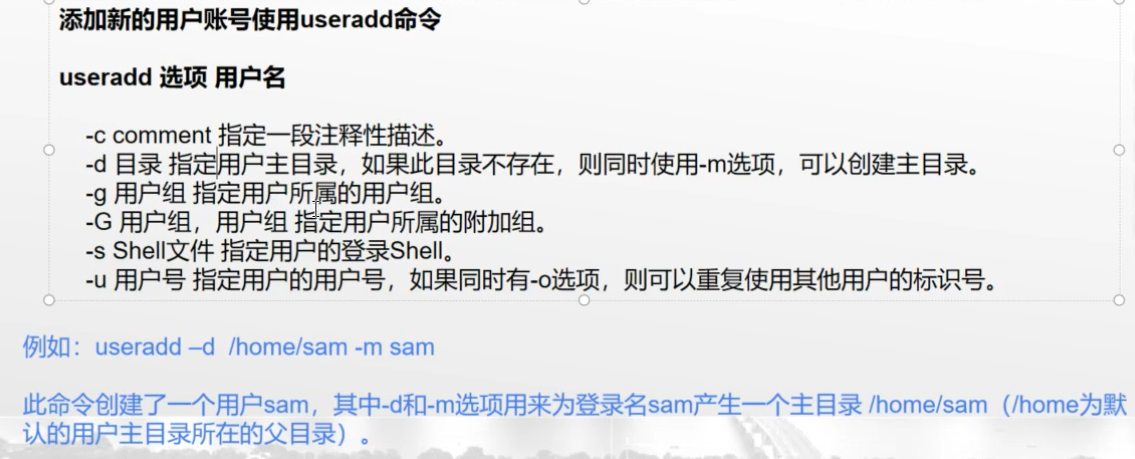 添加新的用户账号使用useradd命令
useradd 选项 用户名
-c comment 指定一段注释性描述。
-d 目录 指定用户主目录，如果此目录不存在，则同时使用-m选项，可以创建主目录。
-g 用户组 指定用户所属的用户组。
-G 用户组，用户组 指定用户所属的附加组。
-s Shell文件 指定用户的登录Shell。
-u 用户号 指定用户的用户号，如果同时有-o选项，则可以重复使用其他用户的标识号。
例如：useradd –d  /home/sam -m sam
此命令创建了一个用户sam，其中-d和-m选项用来为登录名sam产生一个主目录 /home/sam（/home为默
认的用户主目录所在的父目录）。